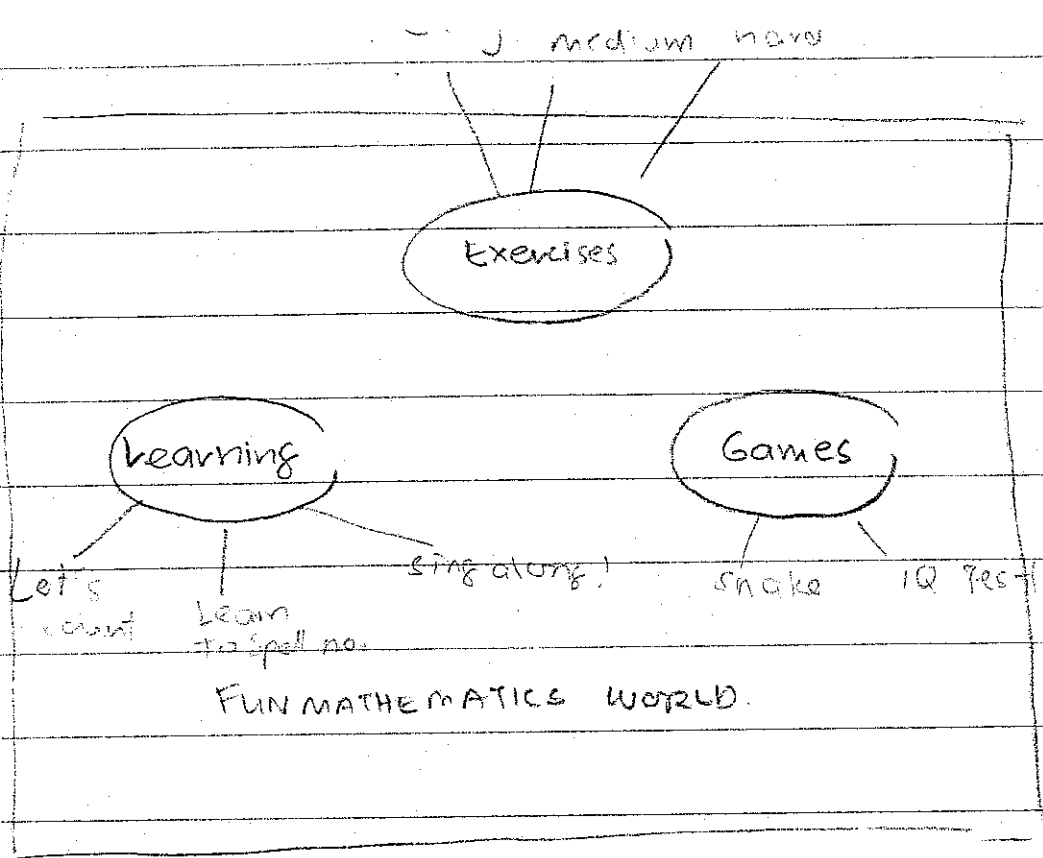 medium hard
Exercises
Learning
Games
Let's
count
Learn
to spell no.
sing along!
snake
IQ Test
FUN MATHEMATICS WORLD.